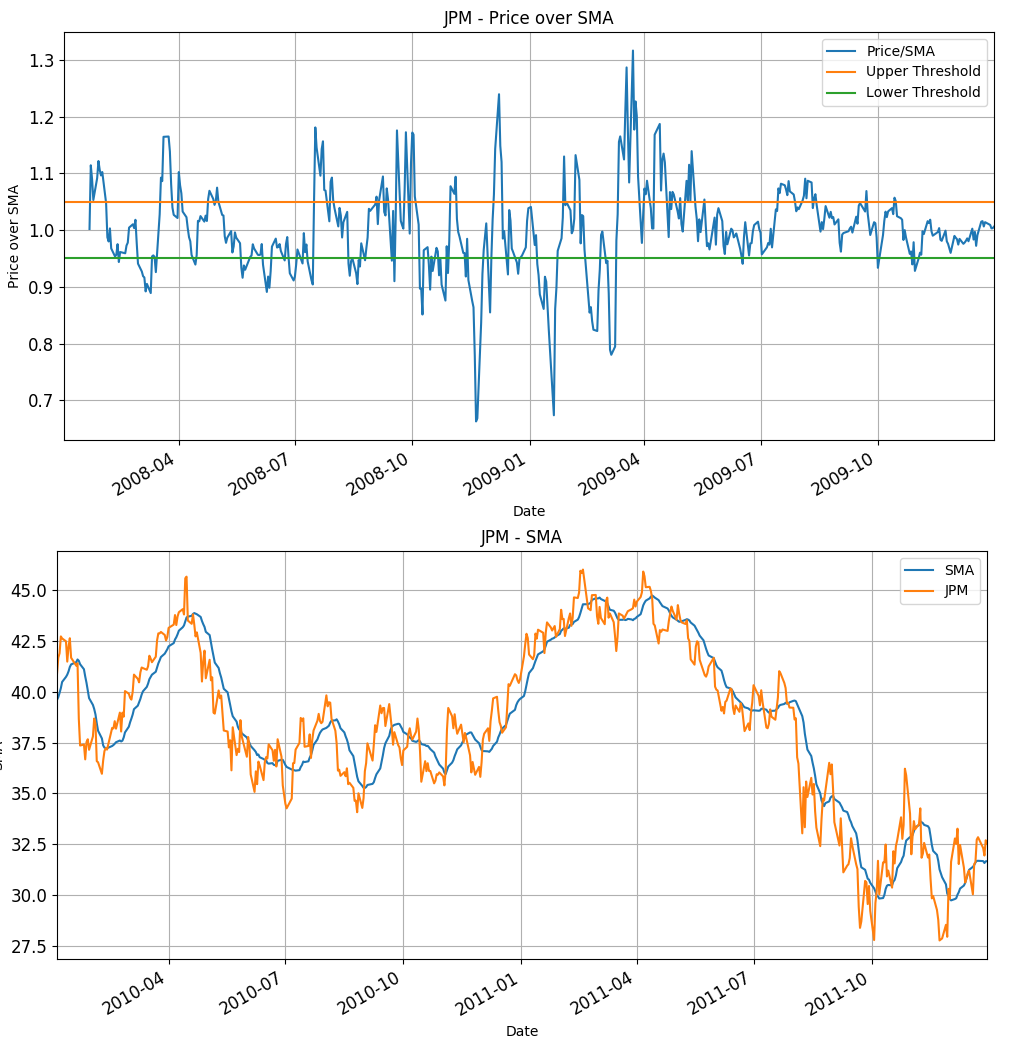 JPM - Price over SMA
Price over SMA
1.3
1.2
1.1
1.0
0.9
0.8
0.7
Price/SMA
Upper Threshold
Lower Threshold
2008-04
2008-07
2008-10
2009-01
2009-04
2009-07
2009-10
Date
JPM - SMA
45.0
42.5
40.0
37.5
35.0
32.5
30.0
27.5
SMA
JPM
2010-04
2010-07
2010-10
2011-01
2011-04
2011-07
2011-10
Date